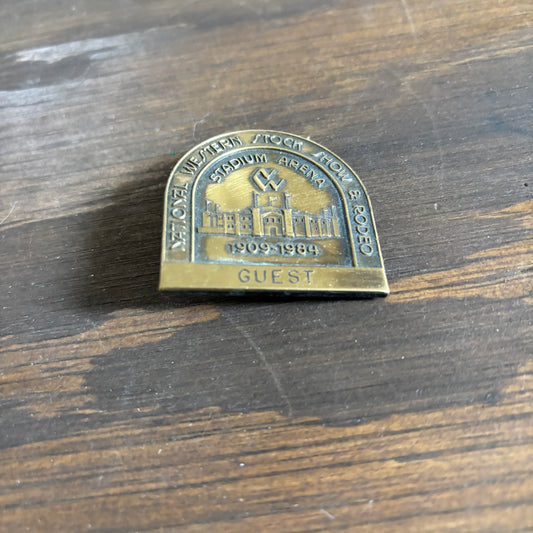 NATIONAL WESTERN STOCK SHOW & RODEO
STADIUM ARENA
1909-1984
GUEST